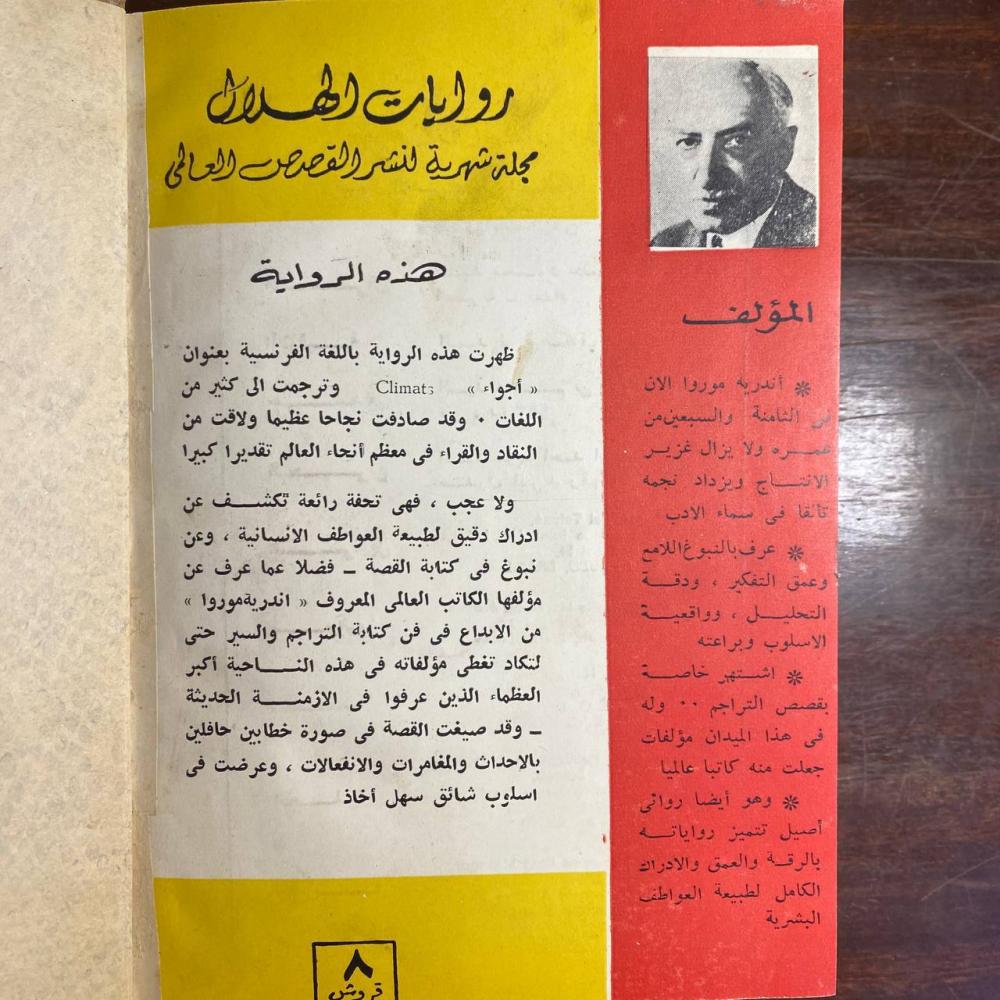 روايات الهلال
مجلة شهرية لنشر القصص العالمى
هذه الرواية
ظهرت هذه الرواية باللغة الفرنسية بعنوان
« أجواء » Climats وترجمت الى كثير من
اللغات ٠ وقد صادفت نجاحا عظيما ولاقت من
النقاد والقراء فى معظم أنحاء العالم تقديرا كبيرا
ولا عجب ، فهى تحفة رائعة تكشف عن
ادراك دقيق لطبيعة العواطف الانسانية ، وعن
نبوغ فى كتابة القصة ــ فضلا عما عرف عن
مؤلفها الكاتب العالمى المعروف « اندريةموروا »
من الابداع فى فن كتابة التراجم والسير حتى
لتكاد تغطى مؤلفاته فى هذه الناحية أكبر
العظماء الذين عرفوا فى الازمنة الحديثة
ــ وقد صيغت القصة فى صورة خطابين حافلين
بالاحداث والمغامرات والانفعالات ، وعرضت فى
اسلوب شائق سهل أخاذ
٨
قروش
المؤلف
* أندريه موروا الان
فى الثامنة والسبعين من
عمره ولا يزال غزير
الانتاج ويزداد نجمه
تألقا فى سماء الادب
* عرف بالنبوغ اللامع
وعمق التفكير ، ودقة
التحليل ، وواقعية
الاسلوب وبراعته
* اشتهر خاصة
بقصص التراجم ٠٠ وله
فى هذا الميدان مؤلفات
جعلت منه كاتبا عالميا
* وهو أيضا روائى
أصيل تتميز رواياته
بالرقة والعمق والادراك
الكامل لطبيعة العواطف
البشرية